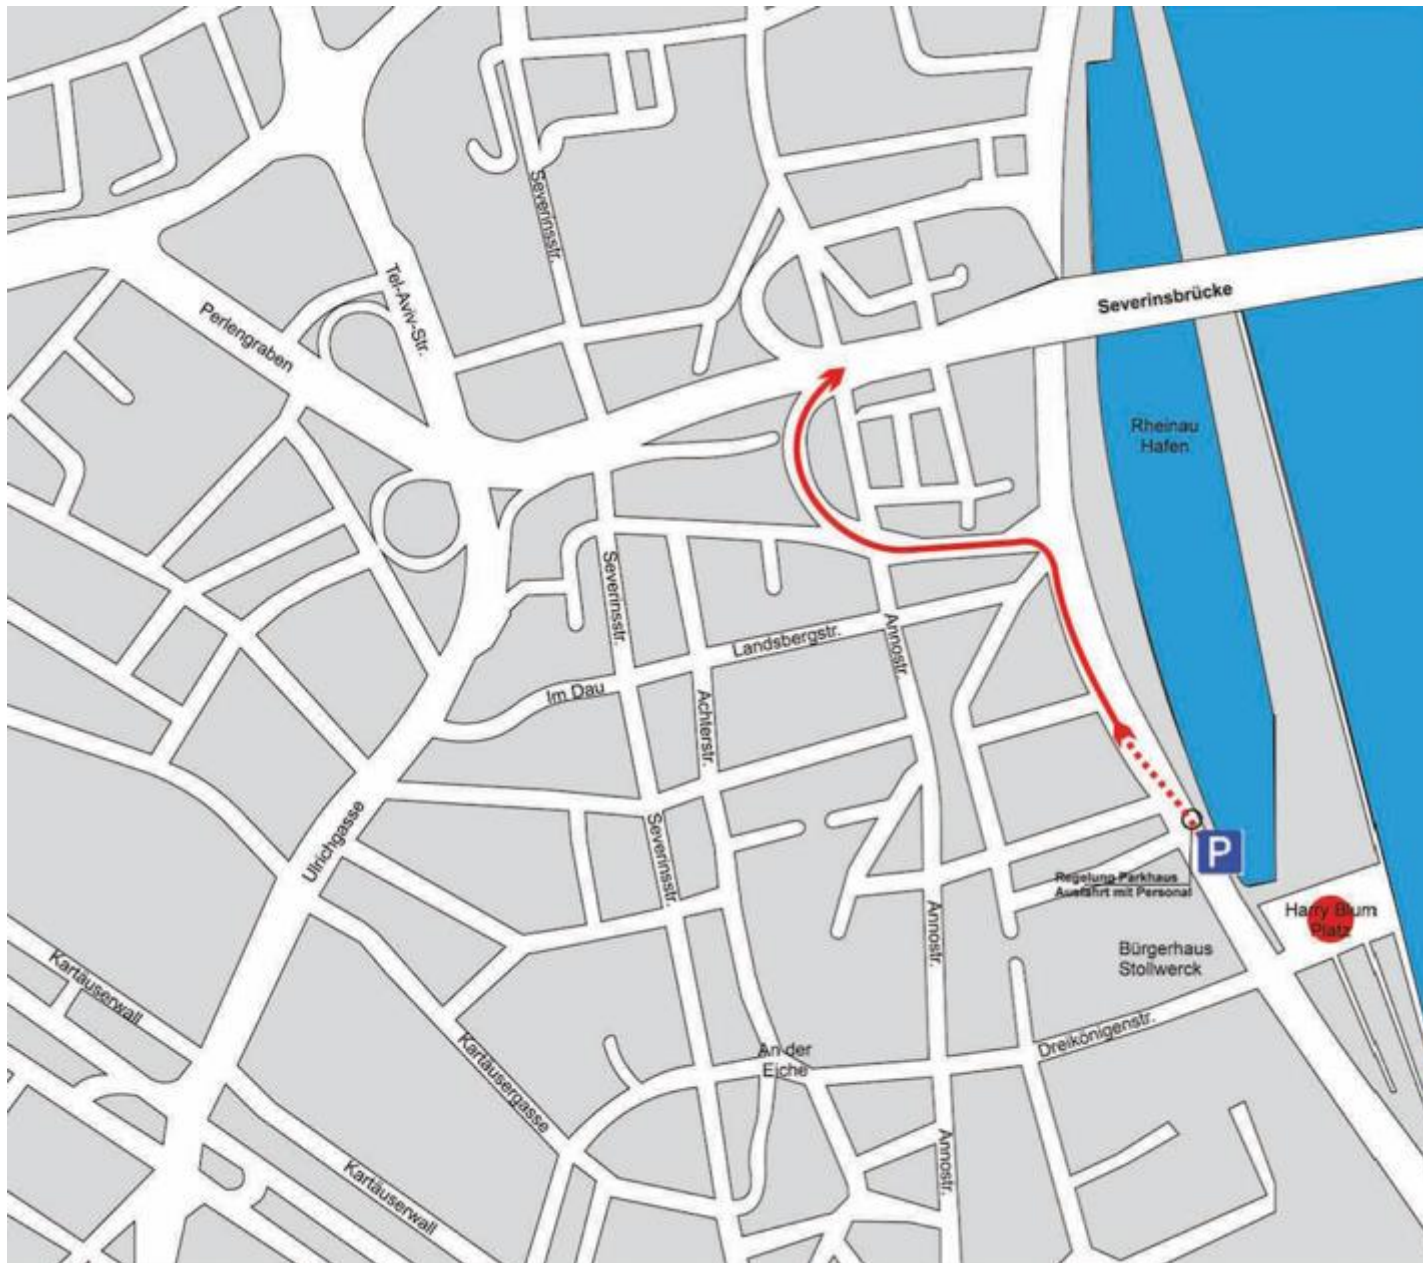 Severinsstr.
Tel-Aviv-Str.
Severinsbrücke
Perlengraben
Rheinau
Hafen
Severinsstr.
Annostr.
Landsbergstr.
Im Dau
Achterstr.
Ulrichgasse
Severinsstr.
P
Regelung Parkhaus
Ausfahrt mit Personal
Harry Blum
Platz
Annostr.
Bürgerhaus
Stollwerck
Kartäuserwall
Dreikönigenstr.
An der
Eiche
Kartäusergasse
Annostr.
Kartäuserwall